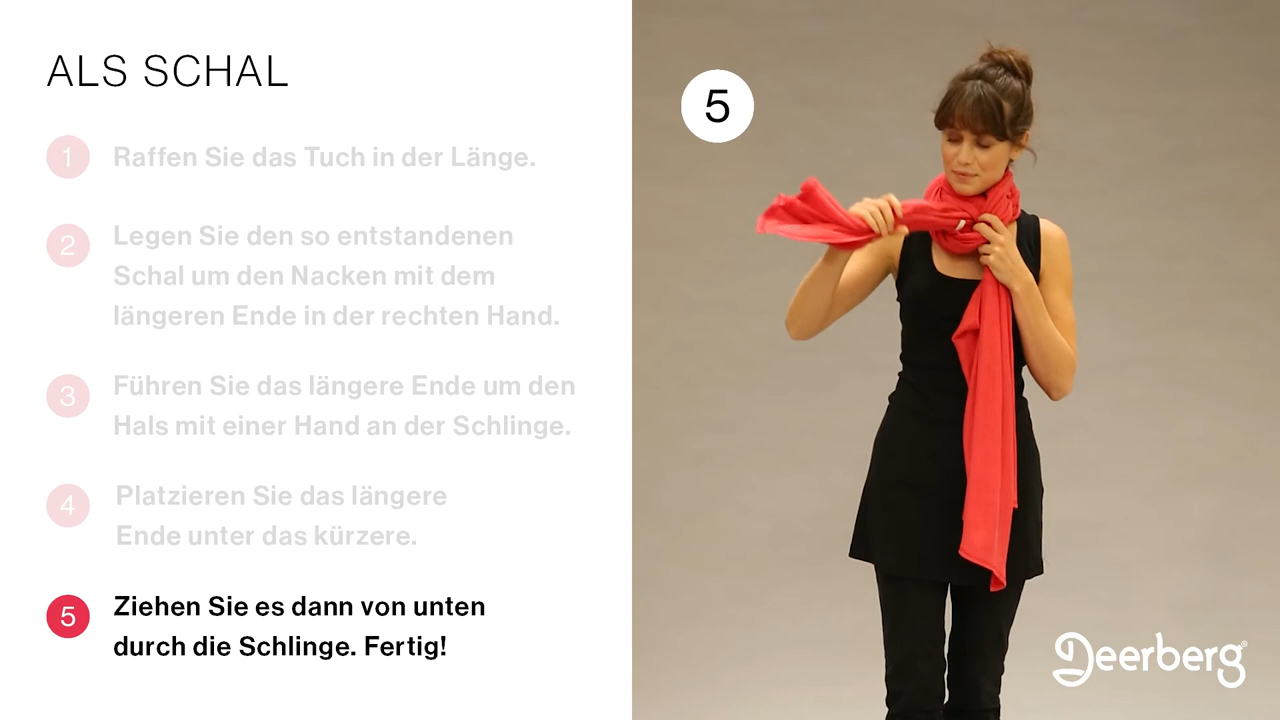 ALS SCHAL
1 Raffen Sie das Tuch in der Länge.
2 Legen Sie den so entstandenen
Schal um den Nacken mit dem
längeren Ende in der rechten Hand.
3 Führen Sie das längere Ende um den
Hals mit einer Hand an der Schlinge.
4 Platzieren Sie das längere
Ende unter das kürzere.
5 Ziehen Sie es dann von unten
durch die Schlinge. Fertig!
5
Deerberg®